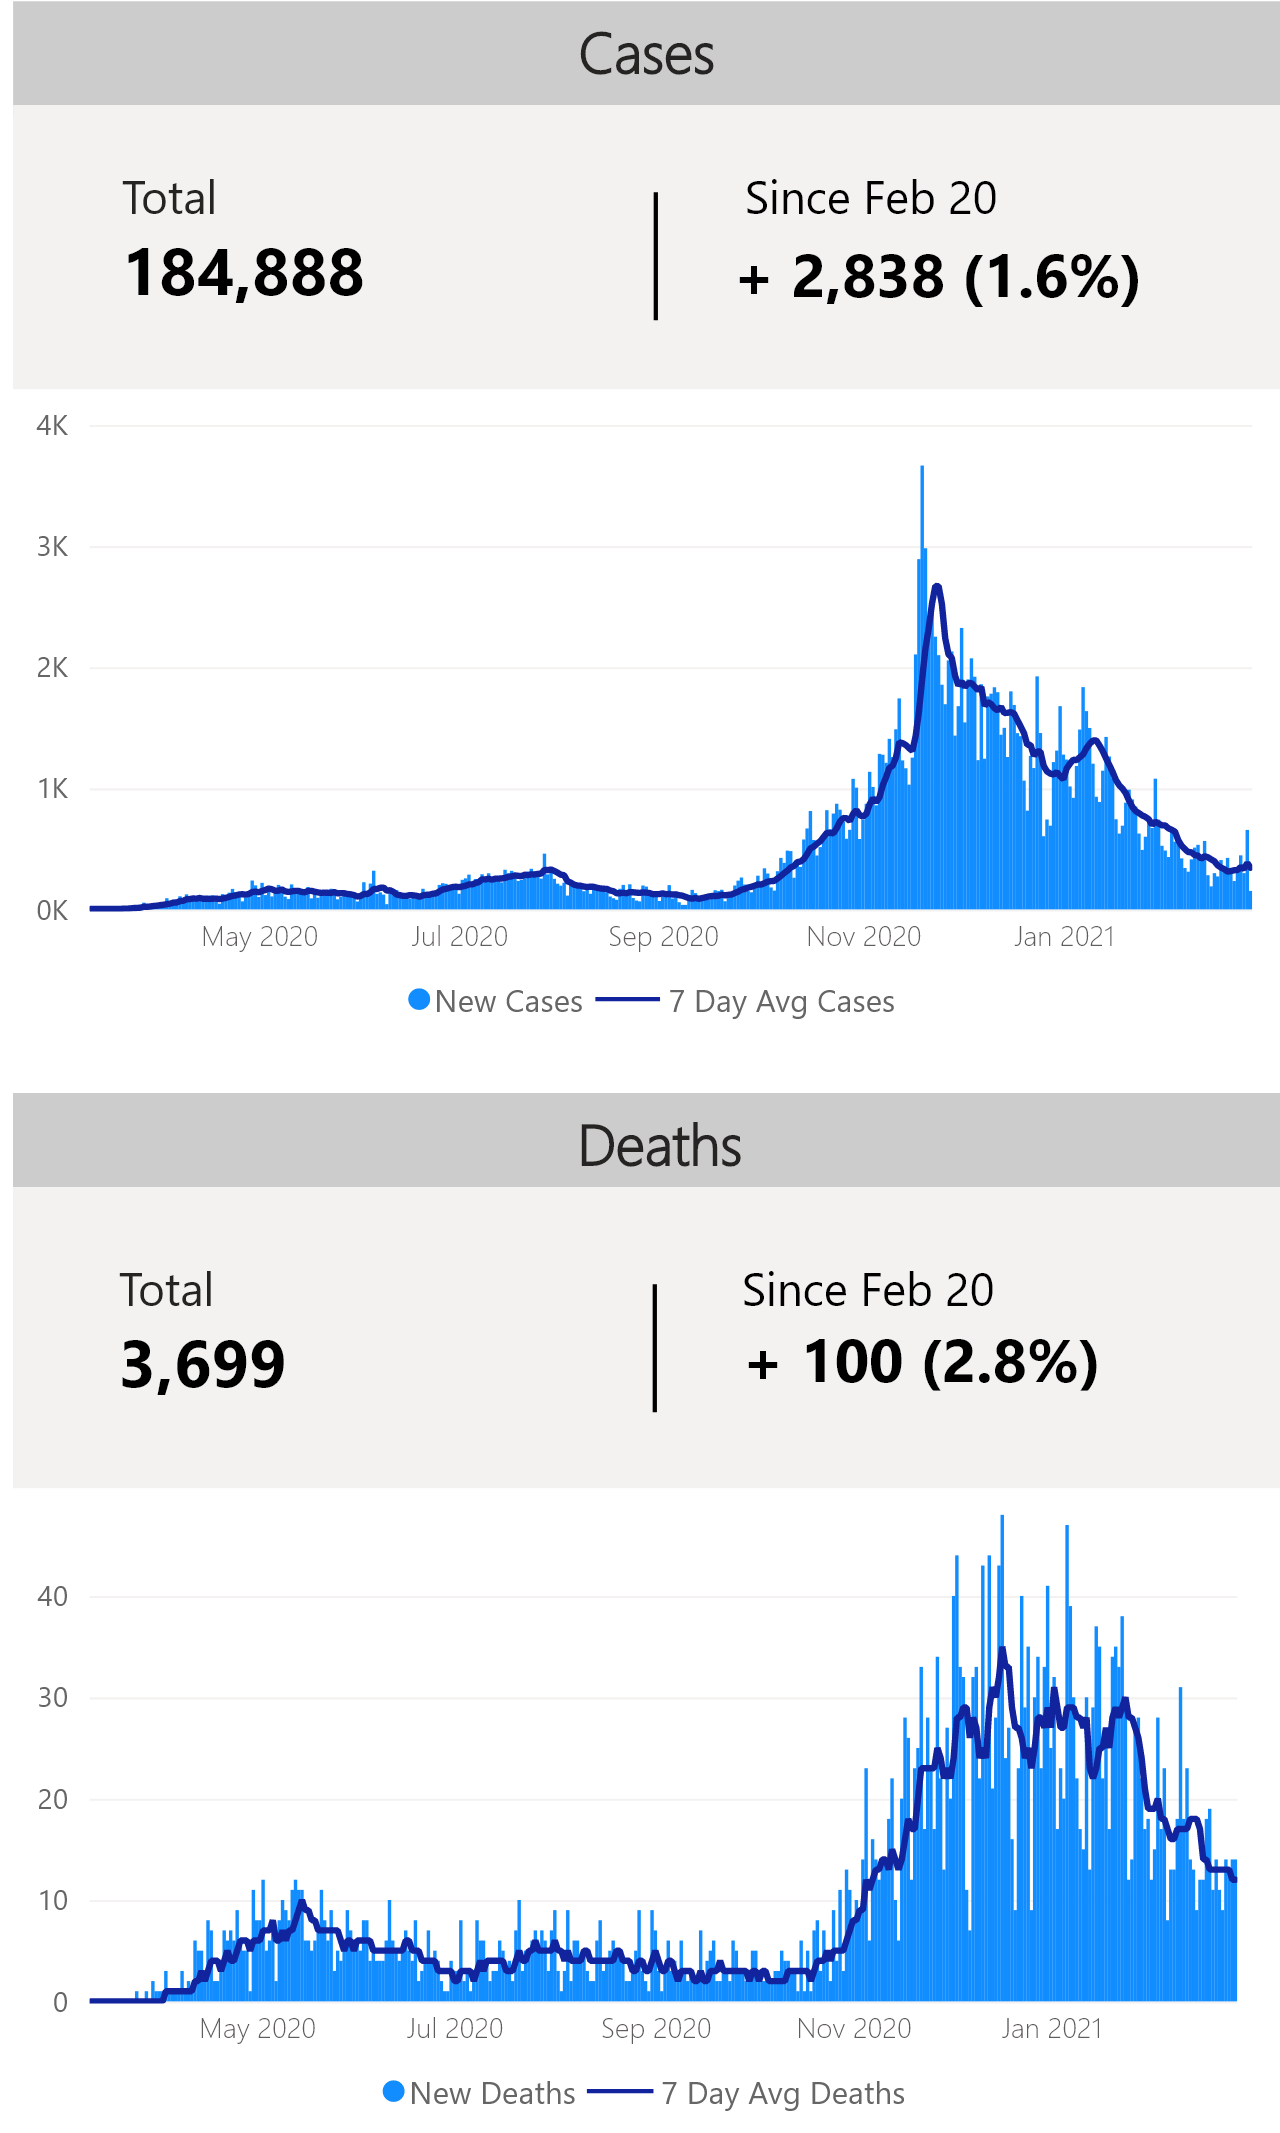 Cases
Total
Since Feb 20
184,888
+ 2,838 (1.6%)
4K
3K
2K
1K
0K
May 2020
Jul 2020
Sep 2020
Nov 2020
Jan 2021
New Cases
7 Day Avg Cases
Deaths
Total
Since Feb 20
3,699
+ 100 (2.8%)
40
30
20
10
0
May 2020
Jul 2020
Sep 2020
Nov 2020
Jan 2021
New Deaths
7 Day Avg Deaths